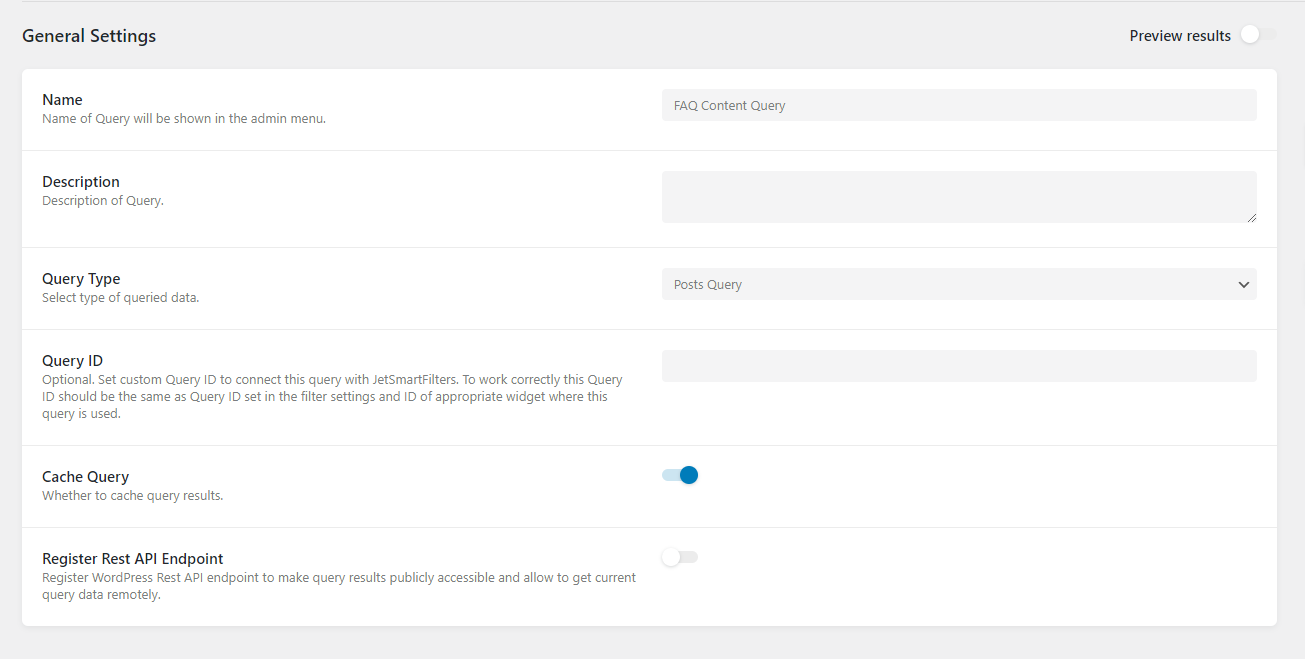 General Settings
Preview results
Name
Name of Query will be shown in the admin menu.
FAQ Content Query
Description
Description of Query.
Query Type
Select type of queried data.
Posts Query
Query ID
Optional. Set custom Query ID to connect this query with JetSmartFilters. To work correctly this Query
ID should be the same as Query ID set in the filter settings and ID of appropriate widget where this
query is used.
Cache Query
Whether to cache query results.
Register Rest API Endpoint
Register WordPress Rest API endpoint to make query results publicly accessible and allow to get current
query data remotely.